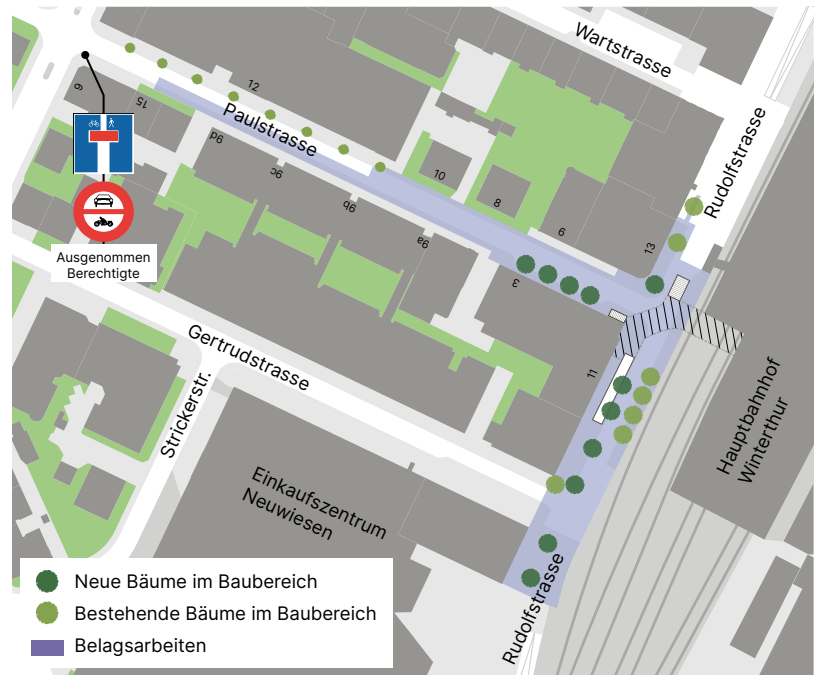 Wartstrasse
Rudolfstrasse
12
6
15
Paulstrasse
9d
9c
9b
9a
10
8
6
13
3
11
Ausgenommen
Berechtigte
Gertrudstrasse
Strickerstr.
Einkaufszentrum
Neuwiesen
Hauptbahnhof
Winterthur
Rudolfstrasse
Neue Bäume im Baubereich
Bestehende Bäume im Baubereich
Belagsarbeiten